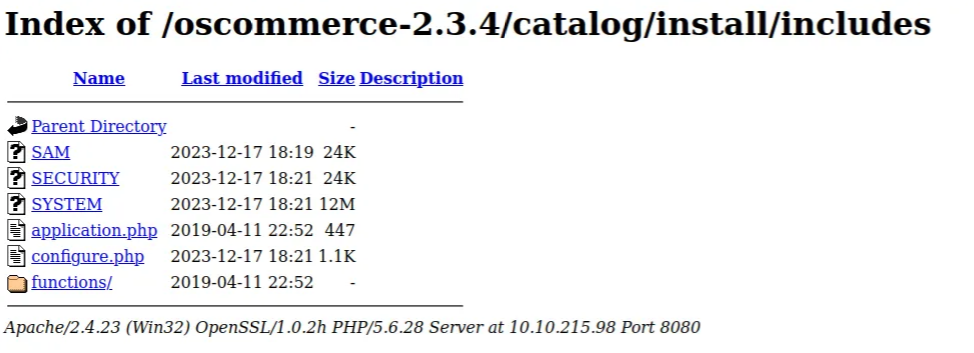 Index of /oscommerce-2.3.4/catalog/install/includes
Name Last modified Size Description
Parent Directory -
SAM 2023-12-17 18:19 24K
SECURITY 2023-12-17 18:21 24K
SYSTEM 2023-12-17 18:21 12M
application.php 2019-04-11 22:52 447
configure.php 2023-12-17 18:21 1.1K
functions/ 2019-04-11 22:52 -
Apache/2.4.23 (Win32) OpenSSL/1.0.2h PHP/5.6.28 Server at 10.10.215.98 Port 8080